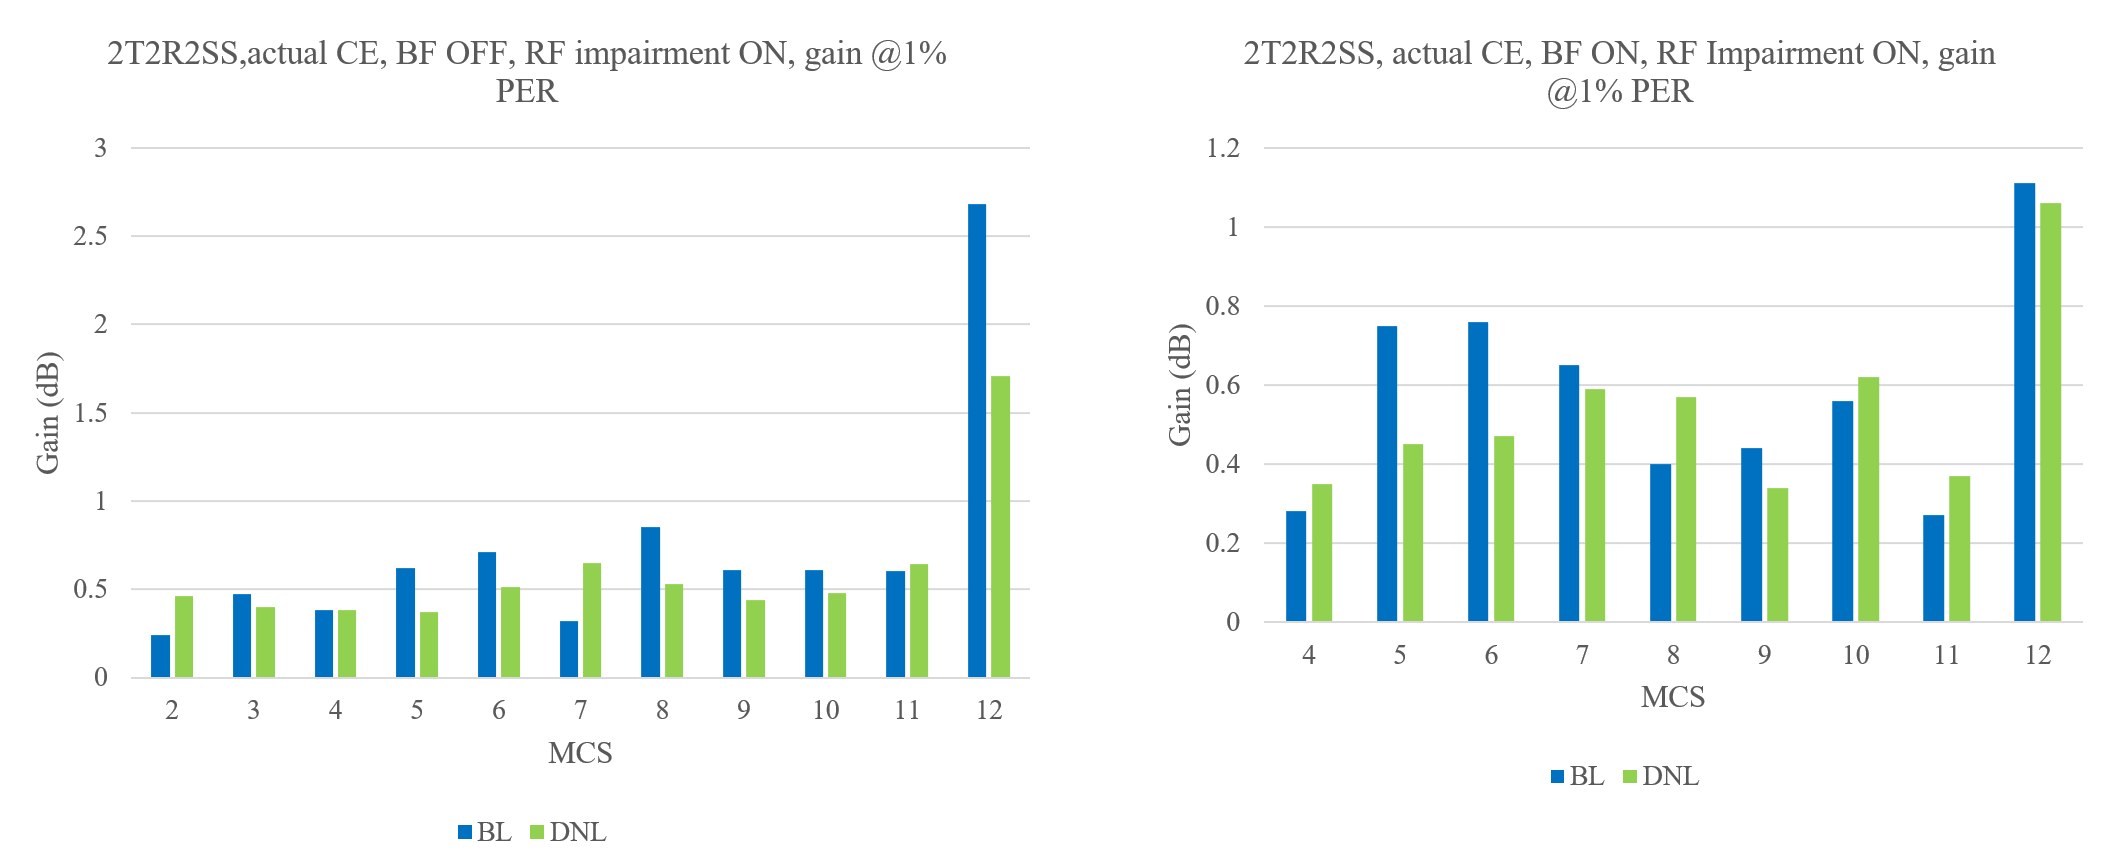 2T2R2SS,actual CE, BF OFF, RF impairment ON, gain @1%
PER
3
2.5
2
1.5
1
0.5
0
Gain (dB)
2 3 4 5 6 7 8 9 10 11 12
MCS
BL DNL
2T2R2SS, actual CE, BF ON, RF Impairment ON, gain
@1% PER
1.2
1
0.8
0.6
0.4
0.2
0
Gain (dB)
4 5 6 7 8 9 10 11 12
MCS
BL DNL